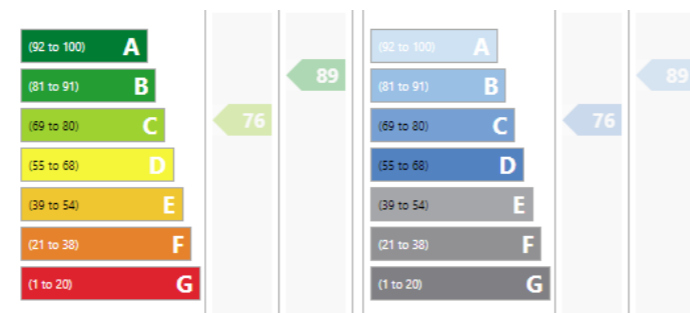 (92 to 100) A
(81 to 91) B
89
(69 to 80) C
76
(55 to 68) D
(39 to 54) E
(21 to 38) F
(1 to 20) G
(92 to 100) A
(81 to 91) B
89
(69 to 80) C
76
(55 to 68) D
(39 to 54) E
(21 to 38) F
(1 to 20) G